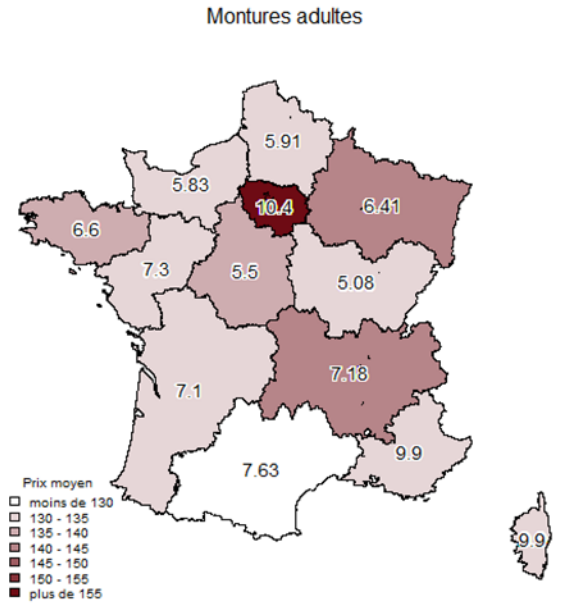 Montures adultes
5.91
5.83
10.4
6.41
6.6
7.3
5.5
5.08
7.18
7.1
9.9
7.63
9.9
Prix moyen
moins de 130
130 - 135
135 - 140
140 - 145
145 - 150
150 - 155
plus de 155